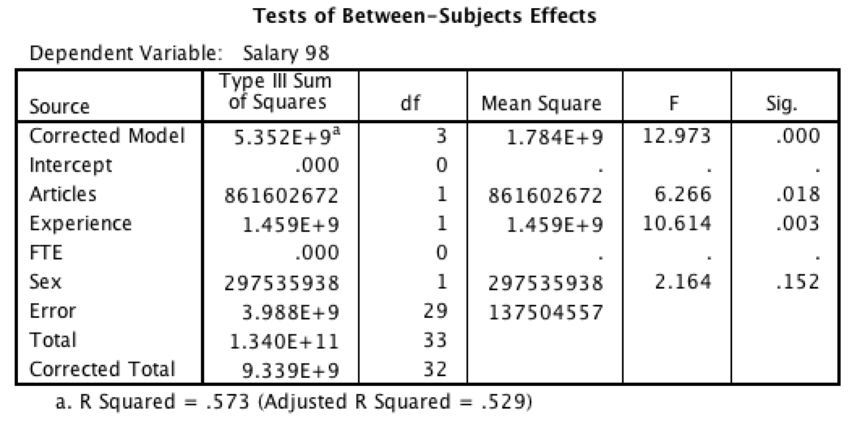 Tests of Between-Subjects Effects
Dependent Variable: Salary 98
Source Type III Sum of Squares df Mean Square F Sig.
Corrected Model 5.352E+9a 3 1.784E+9 12.973 .000
Intercept .000 0 . . .
Articles 861602672 1 861602672 6.266 .018
Experience 1.459E+9 1 1.459E+9 10.614 .003
FTE .000 0 . . .
Sex 297535938 1 297535938 2.164 .152
Error 3.988E+9 29 137504557
Total 1.340E+11 33
Corrected Total 9.339E+9 32
a. R Squared = .573 (Adjusted R Squared = .529)